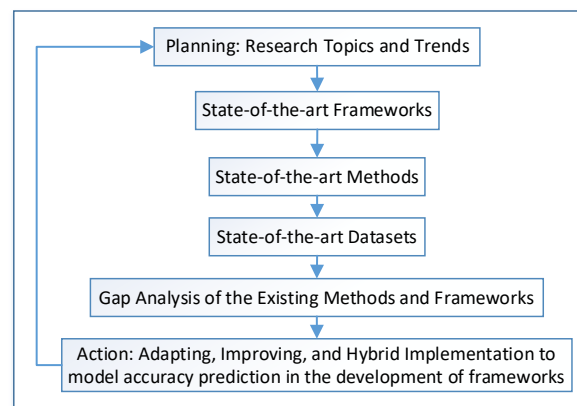 Planning: Research Topics and Trends
State-of-the-art Frameworks
State-of-the-art Methods
State-of-the-art Datasets
Gap Analysis of the Existing Methods and Frameworks
Action: Adapting, Improving, and Hybrid Implementation to
model accuracy prediction in the development of frameworks